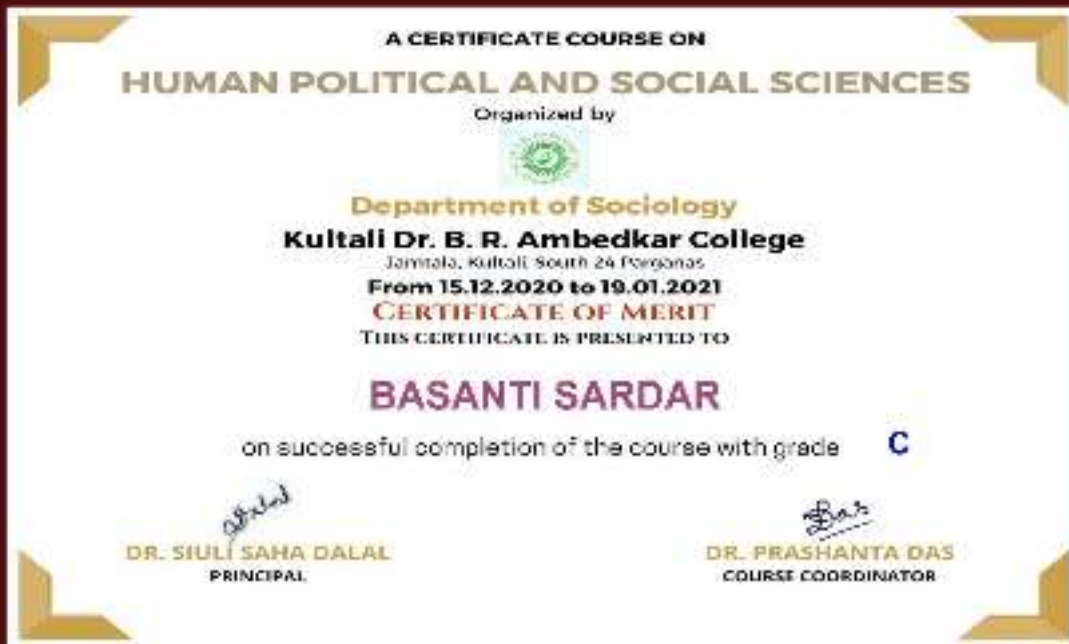 A CERTIFICATE COURSE ON
HUMAN POLITICAL AND SOCIAL SCIENCES
Organized by
Department of Sociology
Kultali Dr. B. R. Ambedkar College
Jamtala, Kultali, South 24 Parganas
From 15.12.2020 to 19.01.2021
CERTIFICATE OF MERIT
THIS CERTIFICATE IS PRESENTED TO
BASANTI SARDAR
on successful completion of the course with grade C
DR. SIULI SAHA DALAL
PRINCIPAL
Das
DR. PRASHANTA DAS
COURSE COORDINATOR